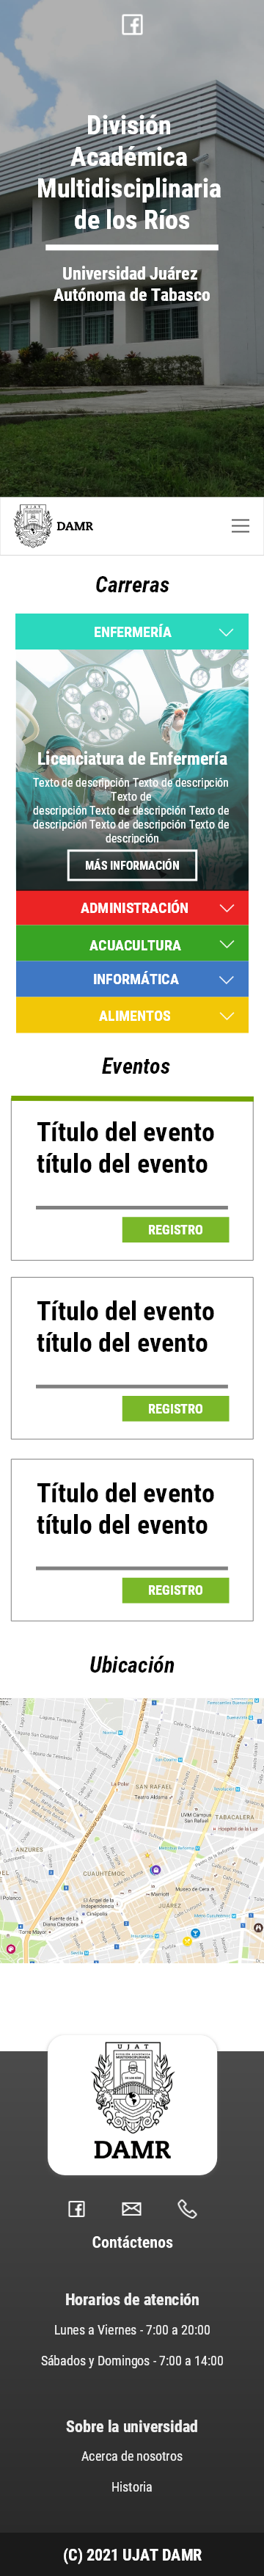 División
Académica
Multidisciplinaria
de los Ríos
Universidad Juárez
Autónoma de Tabasco
DAMR
Carreras
ENFERMERÍA
Licenciatura de Enfermería
Texto de descripción Texto de descripción
Texto de
descripción Texto de descripción Texto de
descripción Texto de descripción Texto de
descripción
MÁS INFORMACIÓN
ADMINISTRACIÓN
ACUACULTURA
INFORMÁTICA
ALIMENTOS
Eventos
Título del evento
título del evento
REGISTRO
Título del evento
título del evento
REGISTRO
Título del evento
título del evento
REGISTRO
Ubicación
SAN RAFAEL
TABACALERA
ANZURES
CUAUHTÉMOC
JUÁREZ
UJAT
DAMR
Contáctenos
Horarios de atención
Lunes a Viernes - 7:00 a 20:00
Sábados y Domingos - 7:00 a 14:00
Sobre la universidad
Acerca de nosotros
Historia
(C) 2021 UJAT DAMR